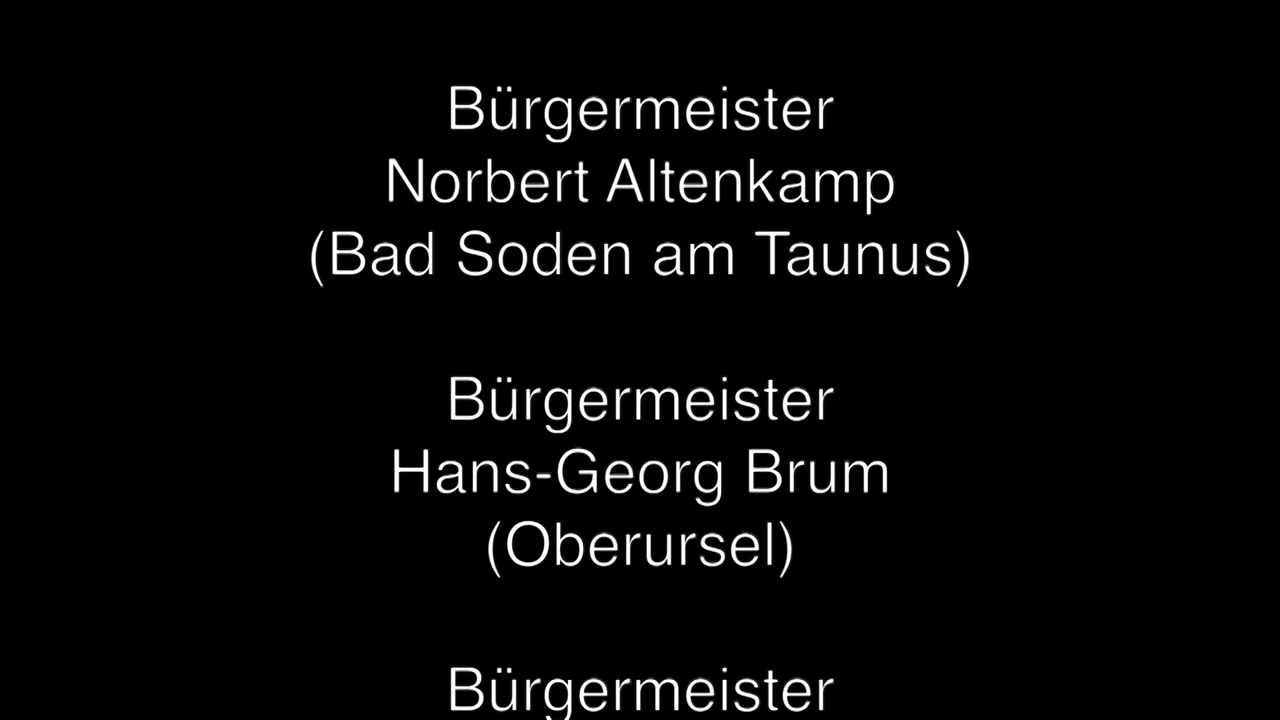 Bürgermeister
Norbert Altenkamp
(Bad Soden am Taunus)
Bürgermeister
Hans-Georg Brum
(Oberursel)
Bürgermeister